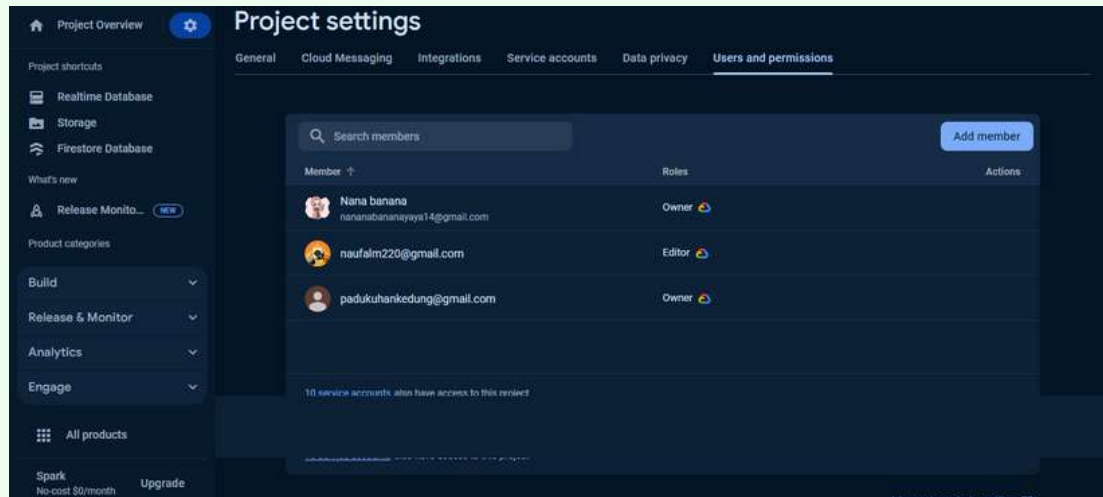 Project Overview
Project settings
General Cloud Messaging Integrations Service accounts Data privacy Users and permissions
Project shortcuts
Realtime Database
Storage
Firestore Database
What's new
Release Monito... NEW
Product categories
Build
Release & Monitor
Analytics
Engage
All products
Spark
No-cost $0/month
Upgrade
Search members
Add member
Member ↑ Roles Actions
Nana banana
nananabananayaya14@gmail.com
Owner
naufalm220@gmail.com
Editor
padukuhankedung@gmail.com
Owner
10 service accounts also have access to this project